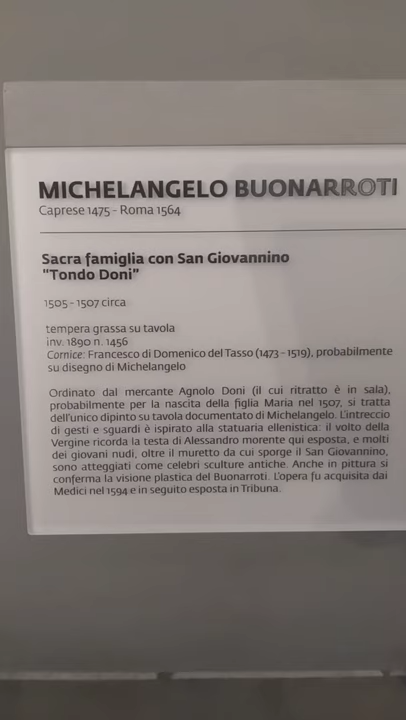 MICHELANGELO BUONARROTI
Caprese 1475 - Roma 1564
Sacra famiglia con San Giovannino
"Tondo Doni"
1505 - 1507 circa
tempera grassa su tavola
inv. 1890 n. 1456
Cornice: Francesco di Domenico del Tasso (1473 - 1519), probabilmente
su disegno di Michelangelo
Ordinato dal mercante Agnolo Doni (il cui ritratto è in sala),
probabilmente per la nascita della figlia Maria nel 1507, si tratta
dell'unico dipinto su tavola documentato di Michelangelo. L'intreccio
di gesti e sguardi è ispirato alla statuaria ellenistica: il volto della
Vergine ricorda la testa di Alessandro morente qui esposta, e molti
dei giovani nudi, oltre il muretto da cui sporge il San Giovannino,
sono atteggiati come celebri sculture antiche. Anche in pittura si
conferma la visione plastica del Buonarroti. L'opera fu acquisita dai
Medici nel 1594 e in seguito esposta in Tribuna.